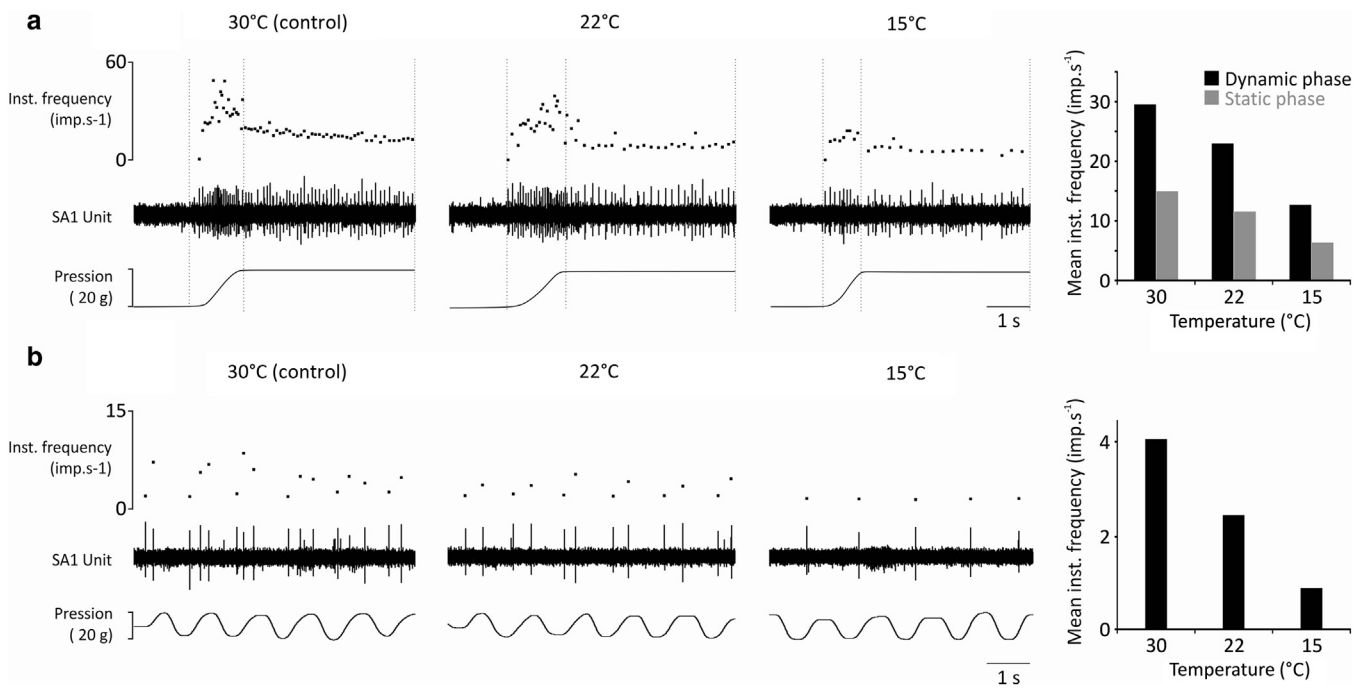 a
30°C (control)
22°C
15°C
60
Inst. frequency
(imp.s-1)
0
SA1 Unit
Pression
( 20 g)
1 s
Mean inst. frequency (imp.s⁻¹)
30
20
10
0
Dynamic phase
Static phase
30
22
15
Temperature (°C)
b
30°C (control)
22°C
15°C
15
Inst. frequency
(imp.s-1)
0
SA1 Unit
Pression
( 20 g)
1 s
Mean inst. frequency (imp.s⁻¹)
4
2
0
30
22
15
Temperature (°C)